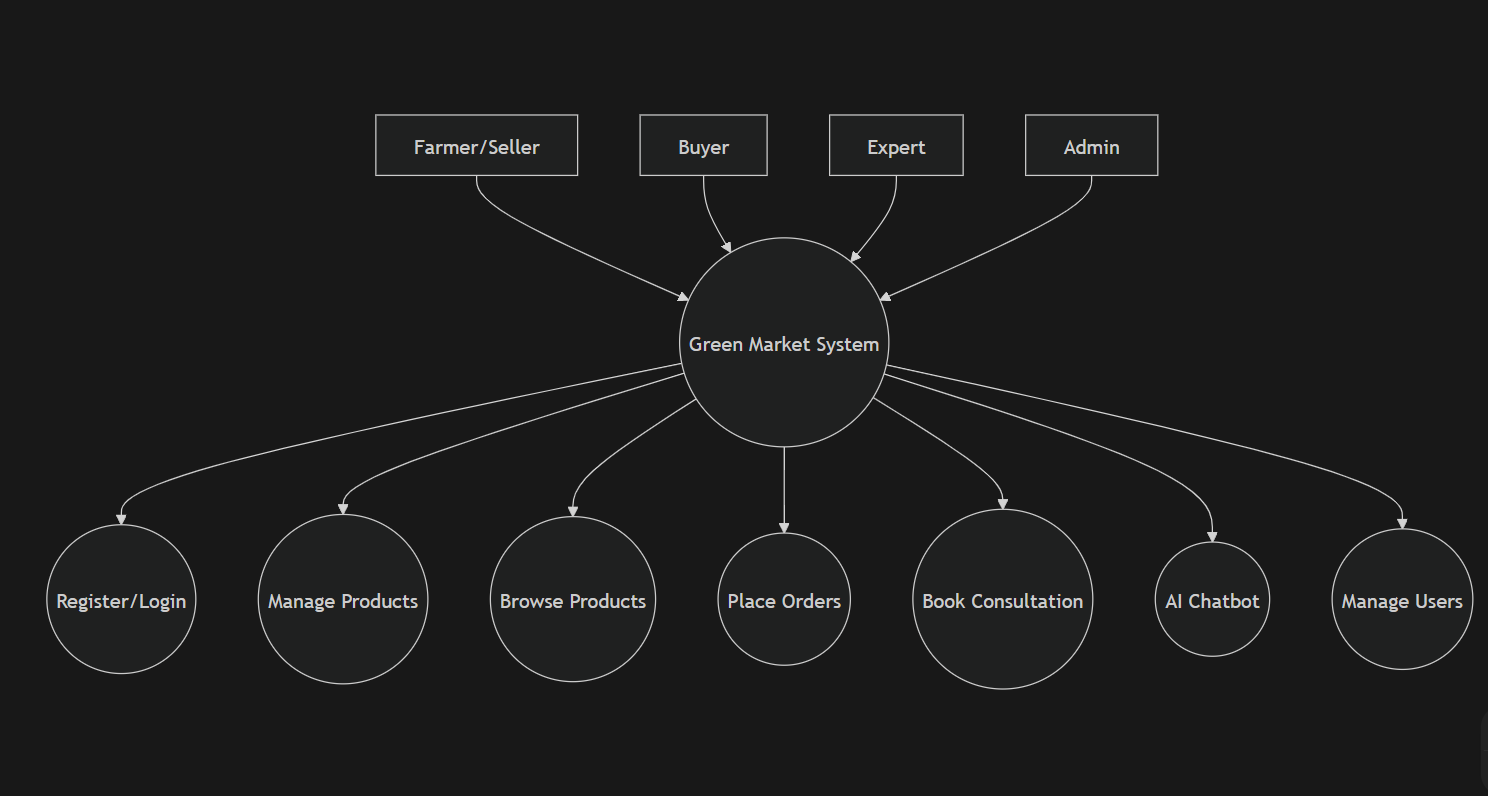 Farmer/Seller
Buyer
Expert
Admin
Green Market System
Register/Login
Manage Products
Browse Products
Place Orders
Book Consultation
AI Chatbot
Manage Users